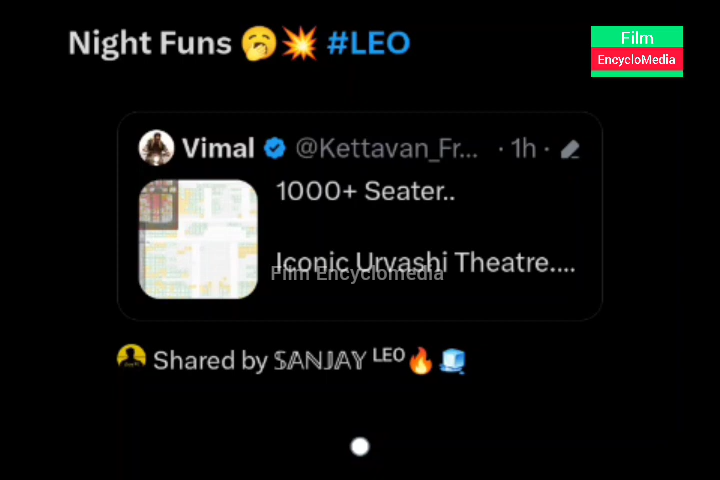 Night Funs 🥱💥 #LEO
Film
EncycloMedia
Vimal @Kettavan_Fr... · 1h ·
1000+ Seater..
Iconic Urvashi Theatre....
Film Encyclomedia
Shared by 𝕊𝔸ℕ𝕁𝔸𝕐 ᴸᴱᴼ🔥🧊